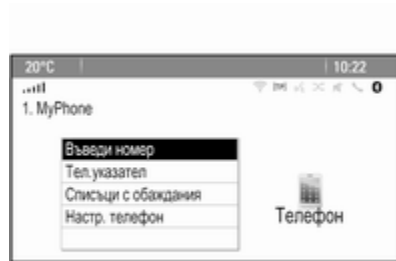 20°C 10:22
1. MyPhone
Въведи номер
Тел.указател
Списъци с обаждания
Настр. телефон
Телефон